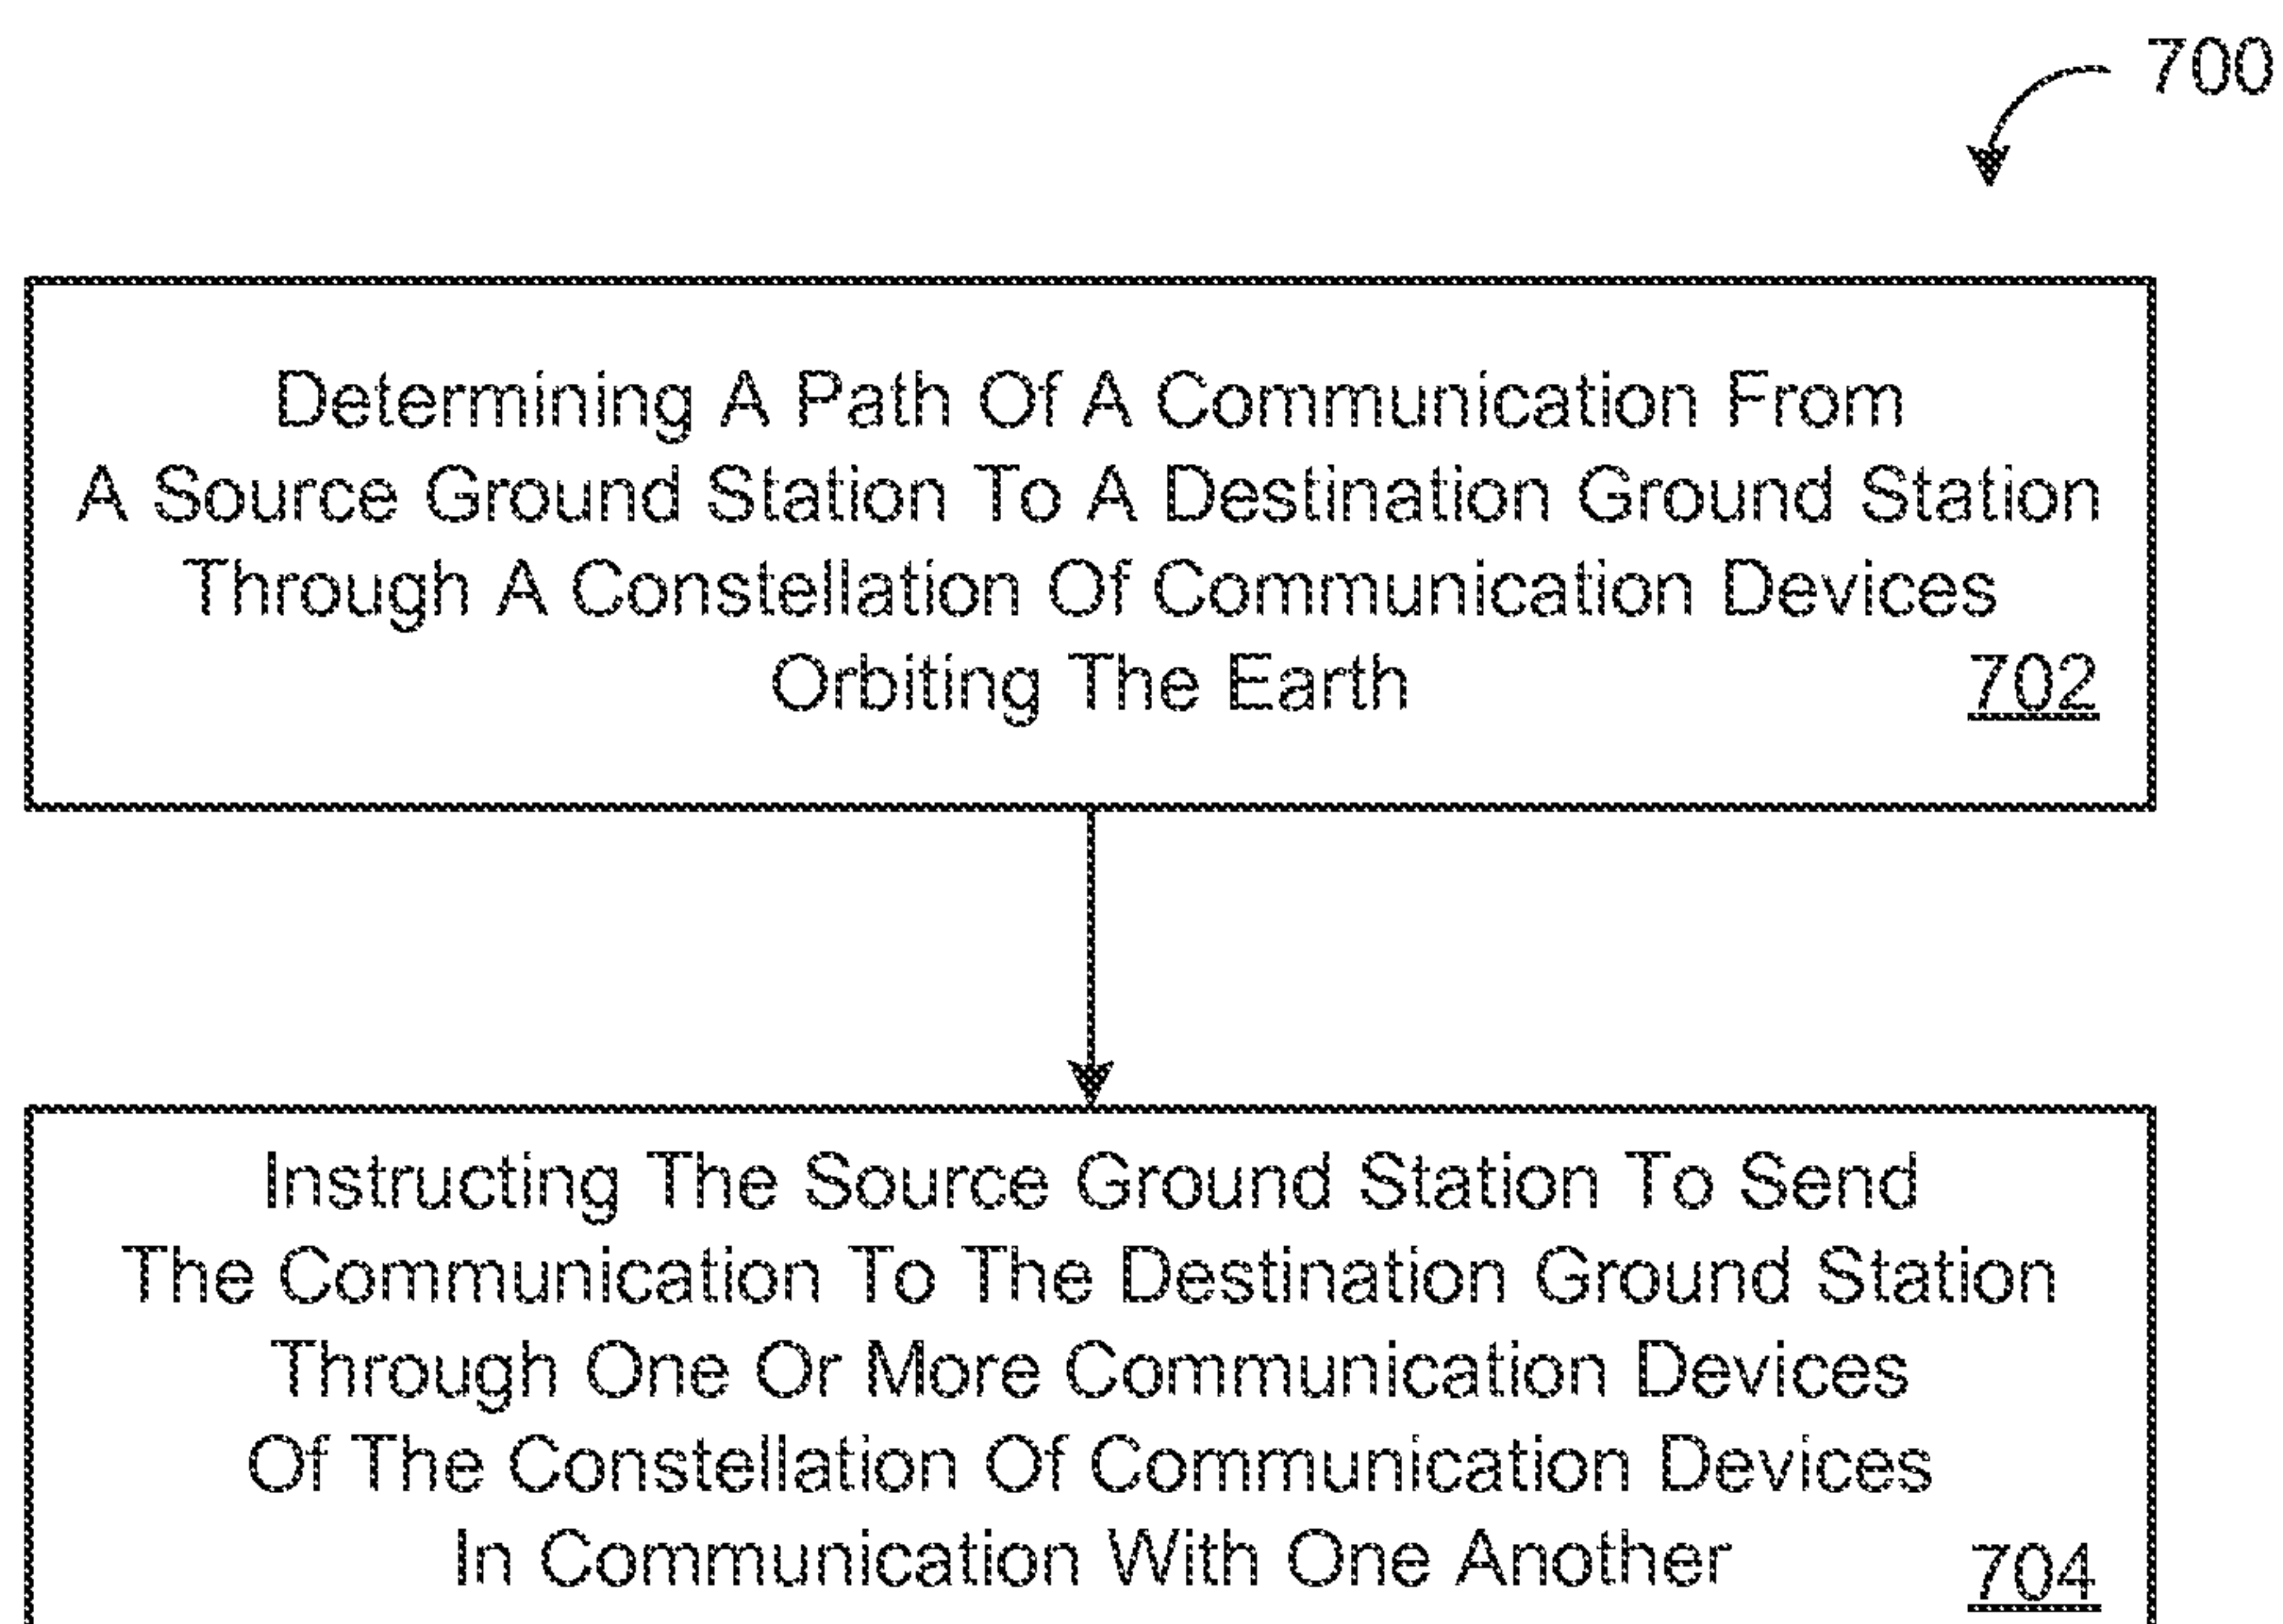 700
Determining A Path Of A Communication From
A Source Ground Station To A Destination Ground Station
Through A Constellation Of Communication Devices
Orbiting The Earth
702
Instructing The Source Ground Station To Send
The Communication To The Destination Ground Station
Through One Or More Communication Devices
Of The Constellation Of Communication Devices
In Communication With One Another
704